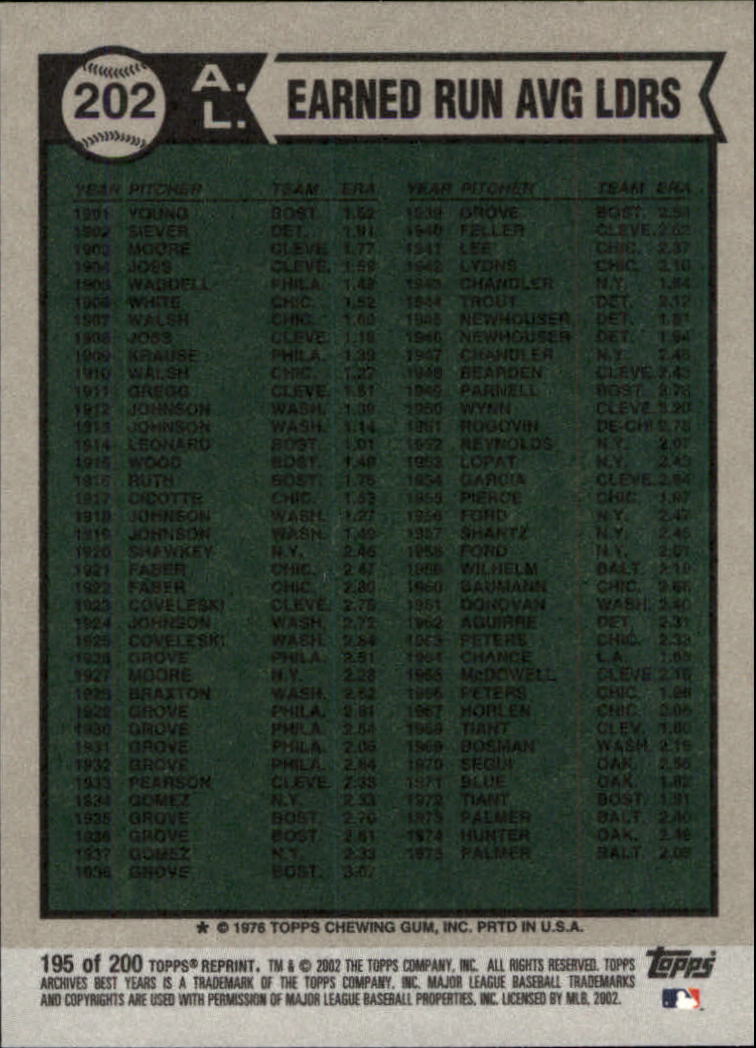 202
A.
L.
EARNED RUN AVG LDRS
YEAR PITCHER TEAM ERA YEAR PITCHER TEAM ERA
1901 YOUNG BOST. 1.62 1939 GROVE BOST. 2.54
1902 SIEVER DET. 1.91 1940 FELLER CLEVE. 2.62
1903 MOORE CLEVE. 1.77 1941 LEE CHIC. 2.37
1904 JOSS CLEVE. 1.59 1942 LYONS CHIC. 2.10
1905 WADDELL PHILA. 1.48 1943 CHANDLER N.Y. 1.64
1906 WHITE CHIC. 1.52 1944 TROUT DET. 2.12
1907 WALSH CHIC. 1.60 1945 NEWHOUSER DET. 1.81
1908 JOSS CLEVE. 1.16 1946 NEWHOUSER DET. 1.94
1909 KRAUSE PHILA. 1.39 1947 CHANDLER N.Y. 2.46
1910 WALSH CHIC. 1.27 1948 BEARDEN CLEVE. 2.43
1911 GREGG CLEVE. 1.81 1949 PARNELL BOST. 2.78
1912 JOHNSON WASH. 1.39 1950 WYNN CLEVE. 3.20
1913 JOHNSON WASH. 1.14 1951 ROGOVIN DE-CHI 2.78
1914 LEONARD BOST. 1.01 1952 REYNOLDS N.Y. 2.07
1915 WOOD BOST. 1.49 1953 LOPAT N.Y. 2.43
1916 RUTH BOST. 1.75 1954 GARCIA CLEVE. 2.64
1917 CICOTTE CHIC. 1.53 1955 PIERCE CHIC. 1.97
1918 JOHNSON WASH. 1.27 1956 FORD N.Y. 2.47
1919 JOHNSON WASH. 1.49 1957 SHANTZ N.Y. 2.45
1920 SHAWKEY N.Y. 2.46 1958 FORD N.Y. 2.01
1921 FABER CHIC. 2.47 1959 WILHELM BALT. 2.19
1922 FABER CHIC. 2.80 1960 BAUMANN CHIC. 2.68
1923 COVELESKI CLEVE. 2.76 1961 DONOVAN WASH. 2.40
1924 JOHNSON WASH. 2.72 1962 AGUIRRE DET. 2.21
1925 COVELESKI WASH. 2.84 1963 PETERS CHIC. 2.33
1926 GROVE PHILA. 2.51 1964 CHANCE L.A. 1.65
1927 MOORE N.Y. 2.28 1965 McDOWELL CLEVE. 2.18
1928 BRAXTON WASH. 2.52 1966 PETERS CHIC. 1.98
1929 GROVE PHILA. 2.81 1967 HORLEN CHIC. 2.06
1930 GROVE PHILA. 2.54 1968 TIANT CLEV. 1.60
1931 GROVE PHILA. 2.06 1969 BOSMAN WASH. 2.19
1932 GROVE PHILA. 2.84 1970 SEGUI OAK. 2.56
1933 PEARSON CLEVE. 2.33 1971 BLUE OAK. 1.82
1934 GOMEZ N.Y. 2.33 1972 TIANT BOST. 1.91
1935 GROVE BOST. 2.70 1973 PALMER BALT. 2.40
1936 GROVE BOST. 2.81 1974 HUNTER OAK. 2.49
1937 GOMEZ N.Y. 2.33 1975 PALMER BALT. 2.09
1938 GROVE BOST. 3.07
* © 1976 TOPPS CHEWING GUM, INC. PRTD IN U.S.A.
195 of 200 TOPPS® REPRINT. TM & © 2002 THE TOPPS COMPANY, INC. ALL RIGHTS RESERVED. TOPPS
ARCHIVES BEST YEARS IS A TRADEMARK OF THE TOPPS COMPANY, INC. MAJOR LEAGUE BASEBALL TRADEMARKS
AND COPYRIGHTS ARE USED WITH PERMISSION OF MAJOR LEAGUE BASEBALL PROPERTIES, INC. LICENSED BY MLB, 2002.
Topps